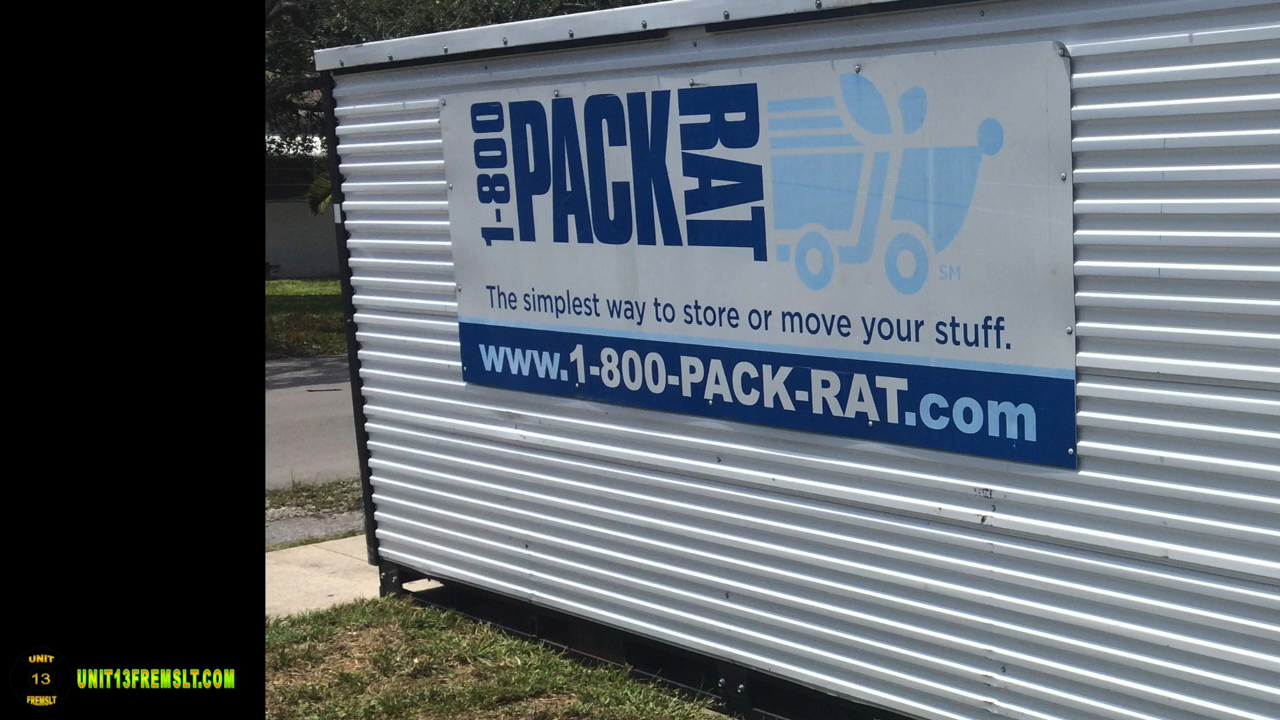 1-800
PACK
RAT
SM
The simplest way to store or move your stuff.
www.1-800-PACK-RAT.com
UNIT
13
FREMSLT
UNIT13FREMSLT.COM